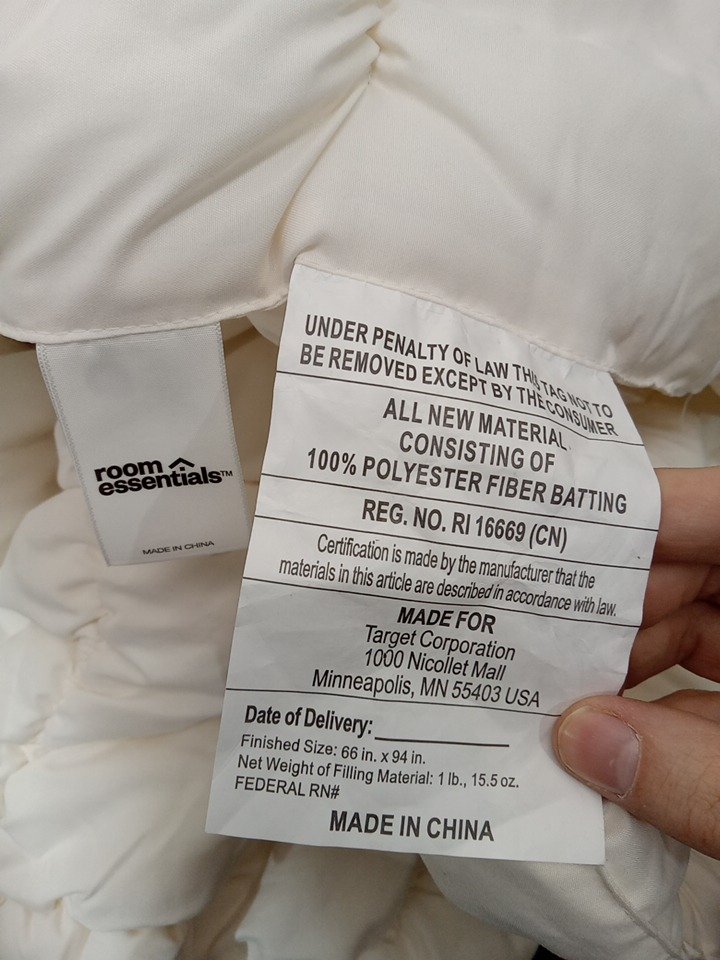 room
essentials™
MADE IN CHINA
UNDER PENALTY OF LAW THIS TAG NOT TO
BE REMOVED EXCEPT BY THE CONSUMER
ALL NEW MATERIAL
CONSISTING OF
100% POLYESTER FIBER BATTING
REG. NO. RI 16669 (CN)
Certification is made by the manufacturer that the
materials in this article are described in accordance with law.
MADE FOR
Target Corporation
1000 Nicollet Mall
Minneapolis, MN 55403 USA
Date of Delivery:
Finished Size: 66 in. x 94 in.
Net Weight of Filling Material: 1 lb., 15.5 oz.
FEDERAL RN#
MADE IN CHINA